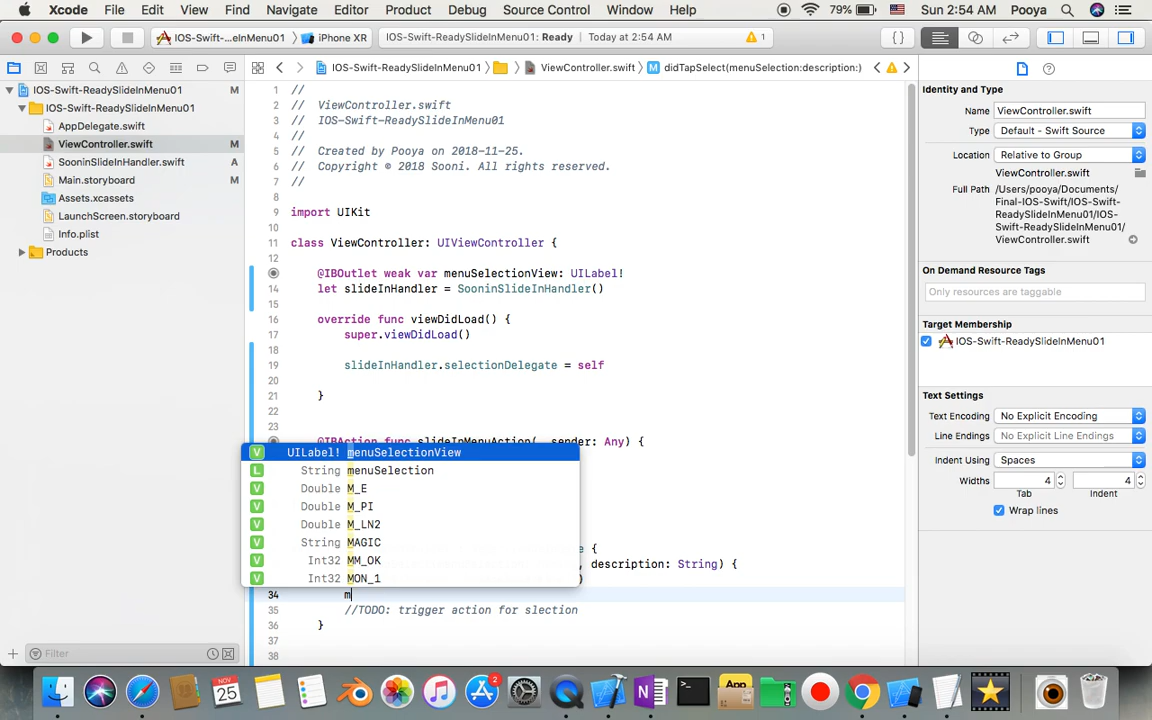 Xcode File Edit View Find Navigate Editor Product Debug Source Control Window Help 79% Sun 2:54 AM Pooya
IOS-Swift-...eInMenu01 iPhone XR IOS-Swift-ReadySlideInMenu01: Ready Today at 2:54 AM 1
IOS-Swift-ReadySlideInMenu01 ViewController.swift M didTapSelect(menuSelection:description:)
IOS-Swift-ReadySlideInMenu01 M
IOS-Swift-ReadySlideInMenu01
AppDelegate.swift
ViewController.swift M
SooninSlideInHandler.swift A
Main.storyboard M
Assets.xcassets
LaunchScreen.storyboard
Info.plist
Products
Filter
1 //
2 // ViewController.swift
3 // IOS-Swift-ReadySlideInMenu01
4 //
5 // Created by Pooya on 2018-11-25.
6 // Copyright © 2018 Sooni. All rights reserved.
7 //
8
9 import UIKit
10
11 class ViewController: UIViewController {
12
@IBOutlet weak var menuSelectionView: UILabel!
14 let slideInHandler = SooninSlideInHandler()
15
16 override func viewDidLoad() {
17 super.viewDidLoad()
18
19 slideInHandler.selectionDelegate = self
20
21 }
22
23
@IBAction func slideInMenuAction(_ sender: Any) {
V UILabel! menuSelectionView
L String menuSelection
V Double M_E
V Double M_PI
V Double M_LN2
V String MAGIC
V Int32 MM_OK
V Int32 MON_1
{
, description: String) {
)
34 m
35 //TODO: trigger action for slection
36 }
37
38
Identity and Type
Name ViewController.swift
Type Default - Swift Source
Location Relative to Group
ViewController.swift
Full Path /Users/pooya/Documents/
Final-IOS-Swift/IOS-Swift-
ReadySlideInMenu01/IOS-
Swift-ReadySlideInMenu01/
ViewController.swift
On Demand Resource Tags
Only resources are taggable
Target Membership
IOS-Swift-ReadySlideInMenu01
Text Settings
Text Encoding No Explicit Encoding
Line Endings No Explicit Line Endings
Indent Using Spaces
Widths 4 4
Tab Indent
Wrap lines
NOV
25
2
App